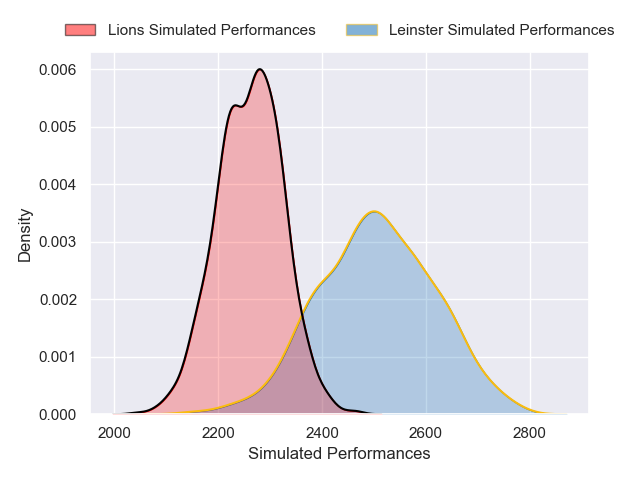 Lions Simulated Performances Leinster Simulated Performances
0.006
0.005
0.004
0.003
0.002
0.001
0.000
Density
2000 2200 2400 2600 2800
Simulated Performances